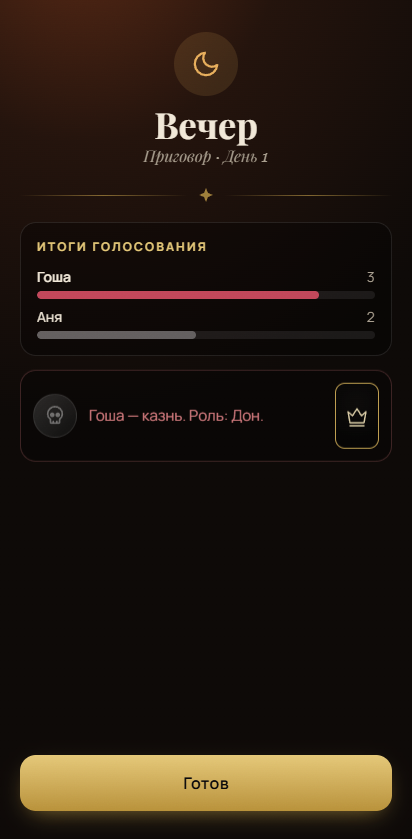 Вечер
Приговор · День 1
ИТОГИ ГОЛОСОВАНИЯ
Гоша 3
Аня 2
Гоша — казнь. Роль: Дон.
Готов